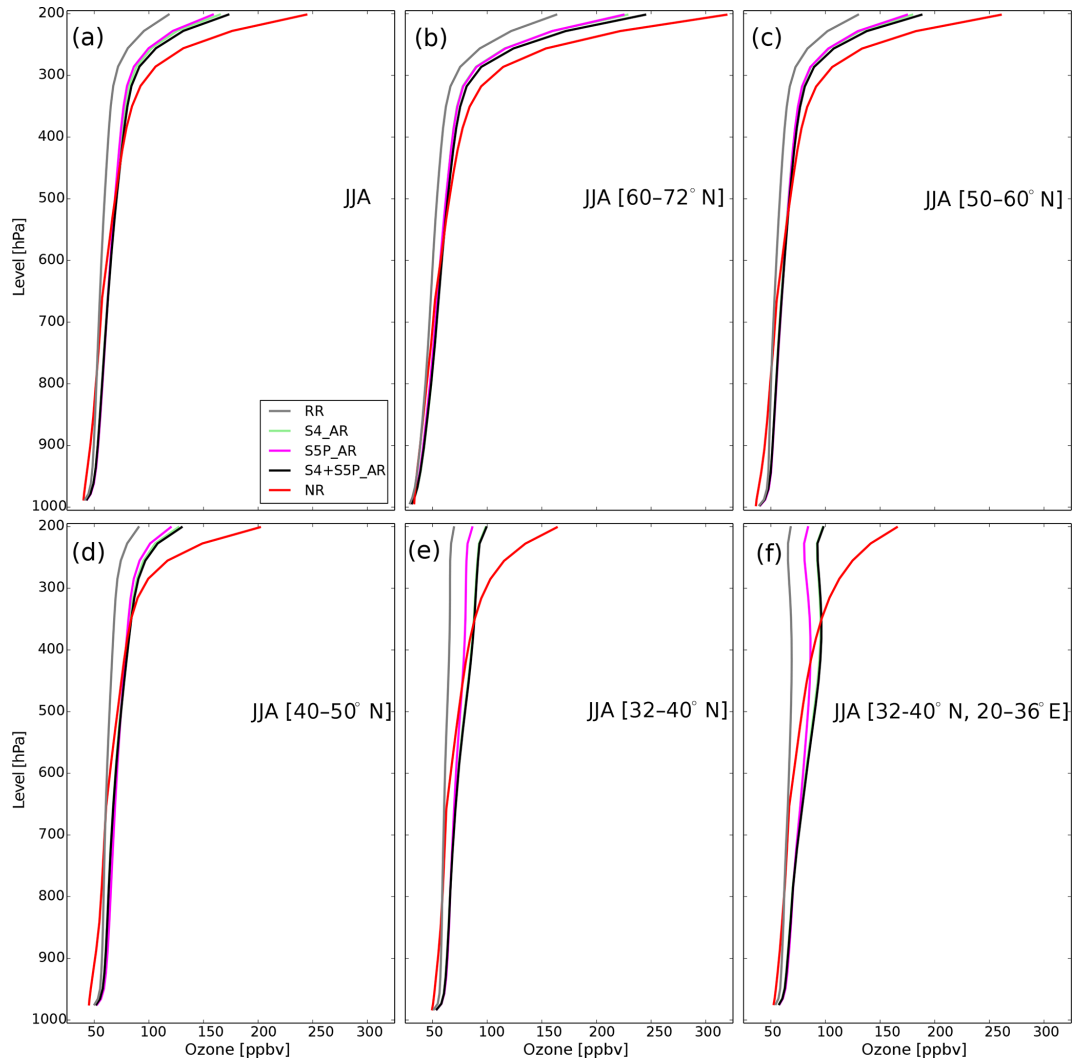 200
300
400
500
600
700
800
900
1000
Level [hPa]
(a)
JJA
RR
S4_AR
S5P_AR
S4+S5P_AR
NR
(b)
JJA [60–72° N]
(c)
JJA [50–60° N]
200
300
400
500
600
700
800
900
1000
Level [hPa]
(d)
JJA [40–50° N]
50 100 150 200 250 300
Ozone [ppbv]
(e)
JJA [32–40° N]
50 100 150 200 250 300
Ozone [ppbv]
(f)
JJA [32-40° N, 20–36° E]
50 100 150 200 250 300
Ozone [ppbv]